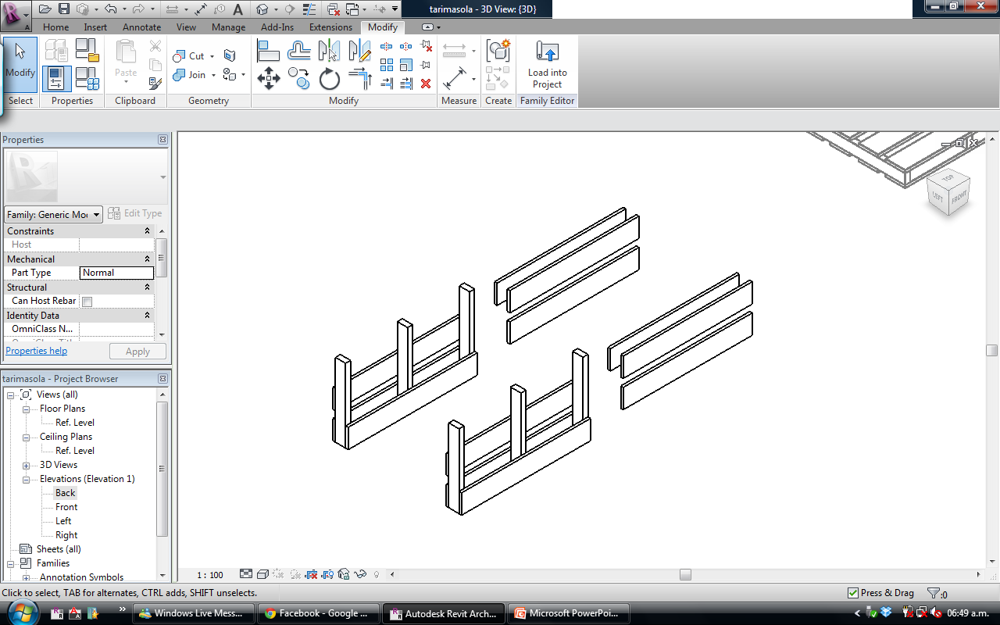 tarimasola - 3D View: {3D}
Home Insert Annotate View Manage Add-Ins Extensions Modify
Modify
Paste
Cut
Join
Load into
Project
Select Properties Clipboard Geometry Modify Measure Create Family Editor
Properties
Family: Generic Mo
Edit Type
Constraints
Host
Mechanical
Part Type Normal
Structural
Can Host Rebar
Identity Data
OmniClass N...
Properties help Apply
tarimasola - Project Browser
Views (all)
Floor Plans
Ref. Level
Ceiling Plans
Ref. Level
3D Views
Elevations (Elevation 1)
Back
Front
Left
Right
Sheets (all)
Families
Annotation Symbols
TOP
LEFT FRONT
1 : 100
Click to select, TAB for alternates, CTRL adds, SHIFT unselects.
Press & Drag :0
Windows Live Mess... Facebook - Google ... Autodesk Revit Arch... Microsoft PowerPoi... 06:49 a.m.